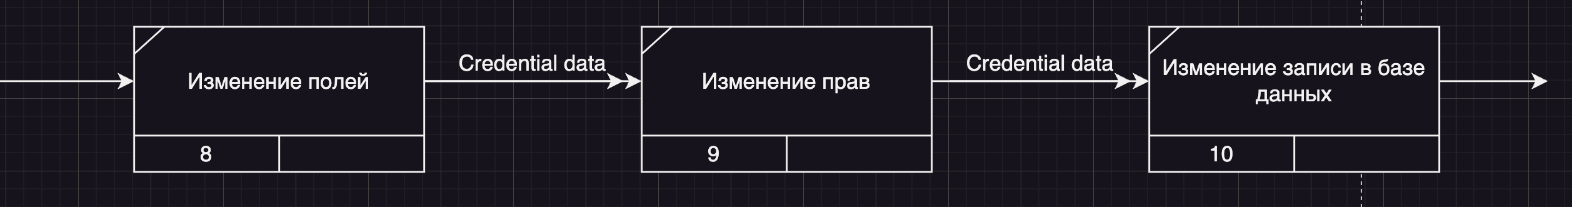 Изменение полей
8
Credential data
Изменение прав
9
Credential data
Изменение записи в базе
данных
10